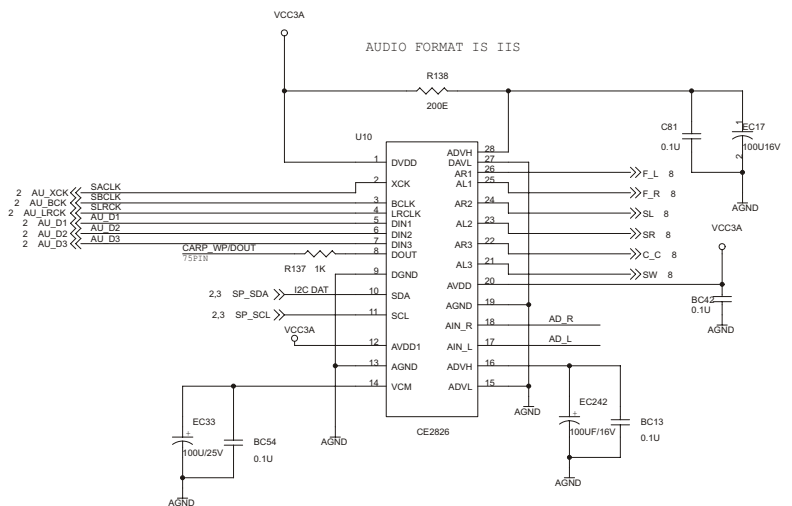 VCC3A
AUDIO FORMAT IS IIS
R138
200E
U10
C81
0.1U
EC17
1
100U16V
2
AGND
1 DVDD
2 XCK
3 BCLK
4 LRCLK
5 DIN1
6 DIN2
7 DIN3
8 DOUT
9 DGND
10 SDA
11 SCL
12 AVDD1
13 AGND
14 VCM
ADVH 28
DAVL 27
AR1 26
AL1 25
AR2 24
AL2 23
AR3 22
AL3 21
AVDD 20
AGND 19
AIN_R 18
AIN_L 17
ADVH 16
ADVL 15
2 AU_XCK SACLK
2 AU_BCK SBCLK
2 AU_LRCK SLRCK
2 AU_D1 AU_D1
2 AU_D2 AU_D2
2 AU_D3 AU_D3
CARP_WP/DOUT
75PIN
R137 1K
2,3 SP_SDA I2C DAT
2,3 SP_SCL
VCC3A
F_L 8
F_R 8
SL 8
SR 8
C_C 8
SW 8
VCC3A
BC42
0.1U
AGND
AD_R
AD_L
EC33
100U/25V
BC54
0.1U
AGND
AGND
CE2826
AGND
EC242
100UF/16V
BC13
0.1U
AGND